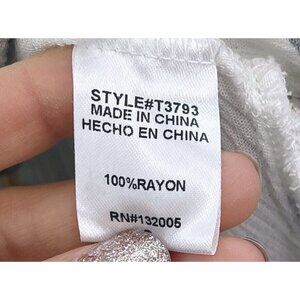 STYLE#T3793
MADE IN CHINA
HECHO EN CHINA
100%RAYON
RN#132005